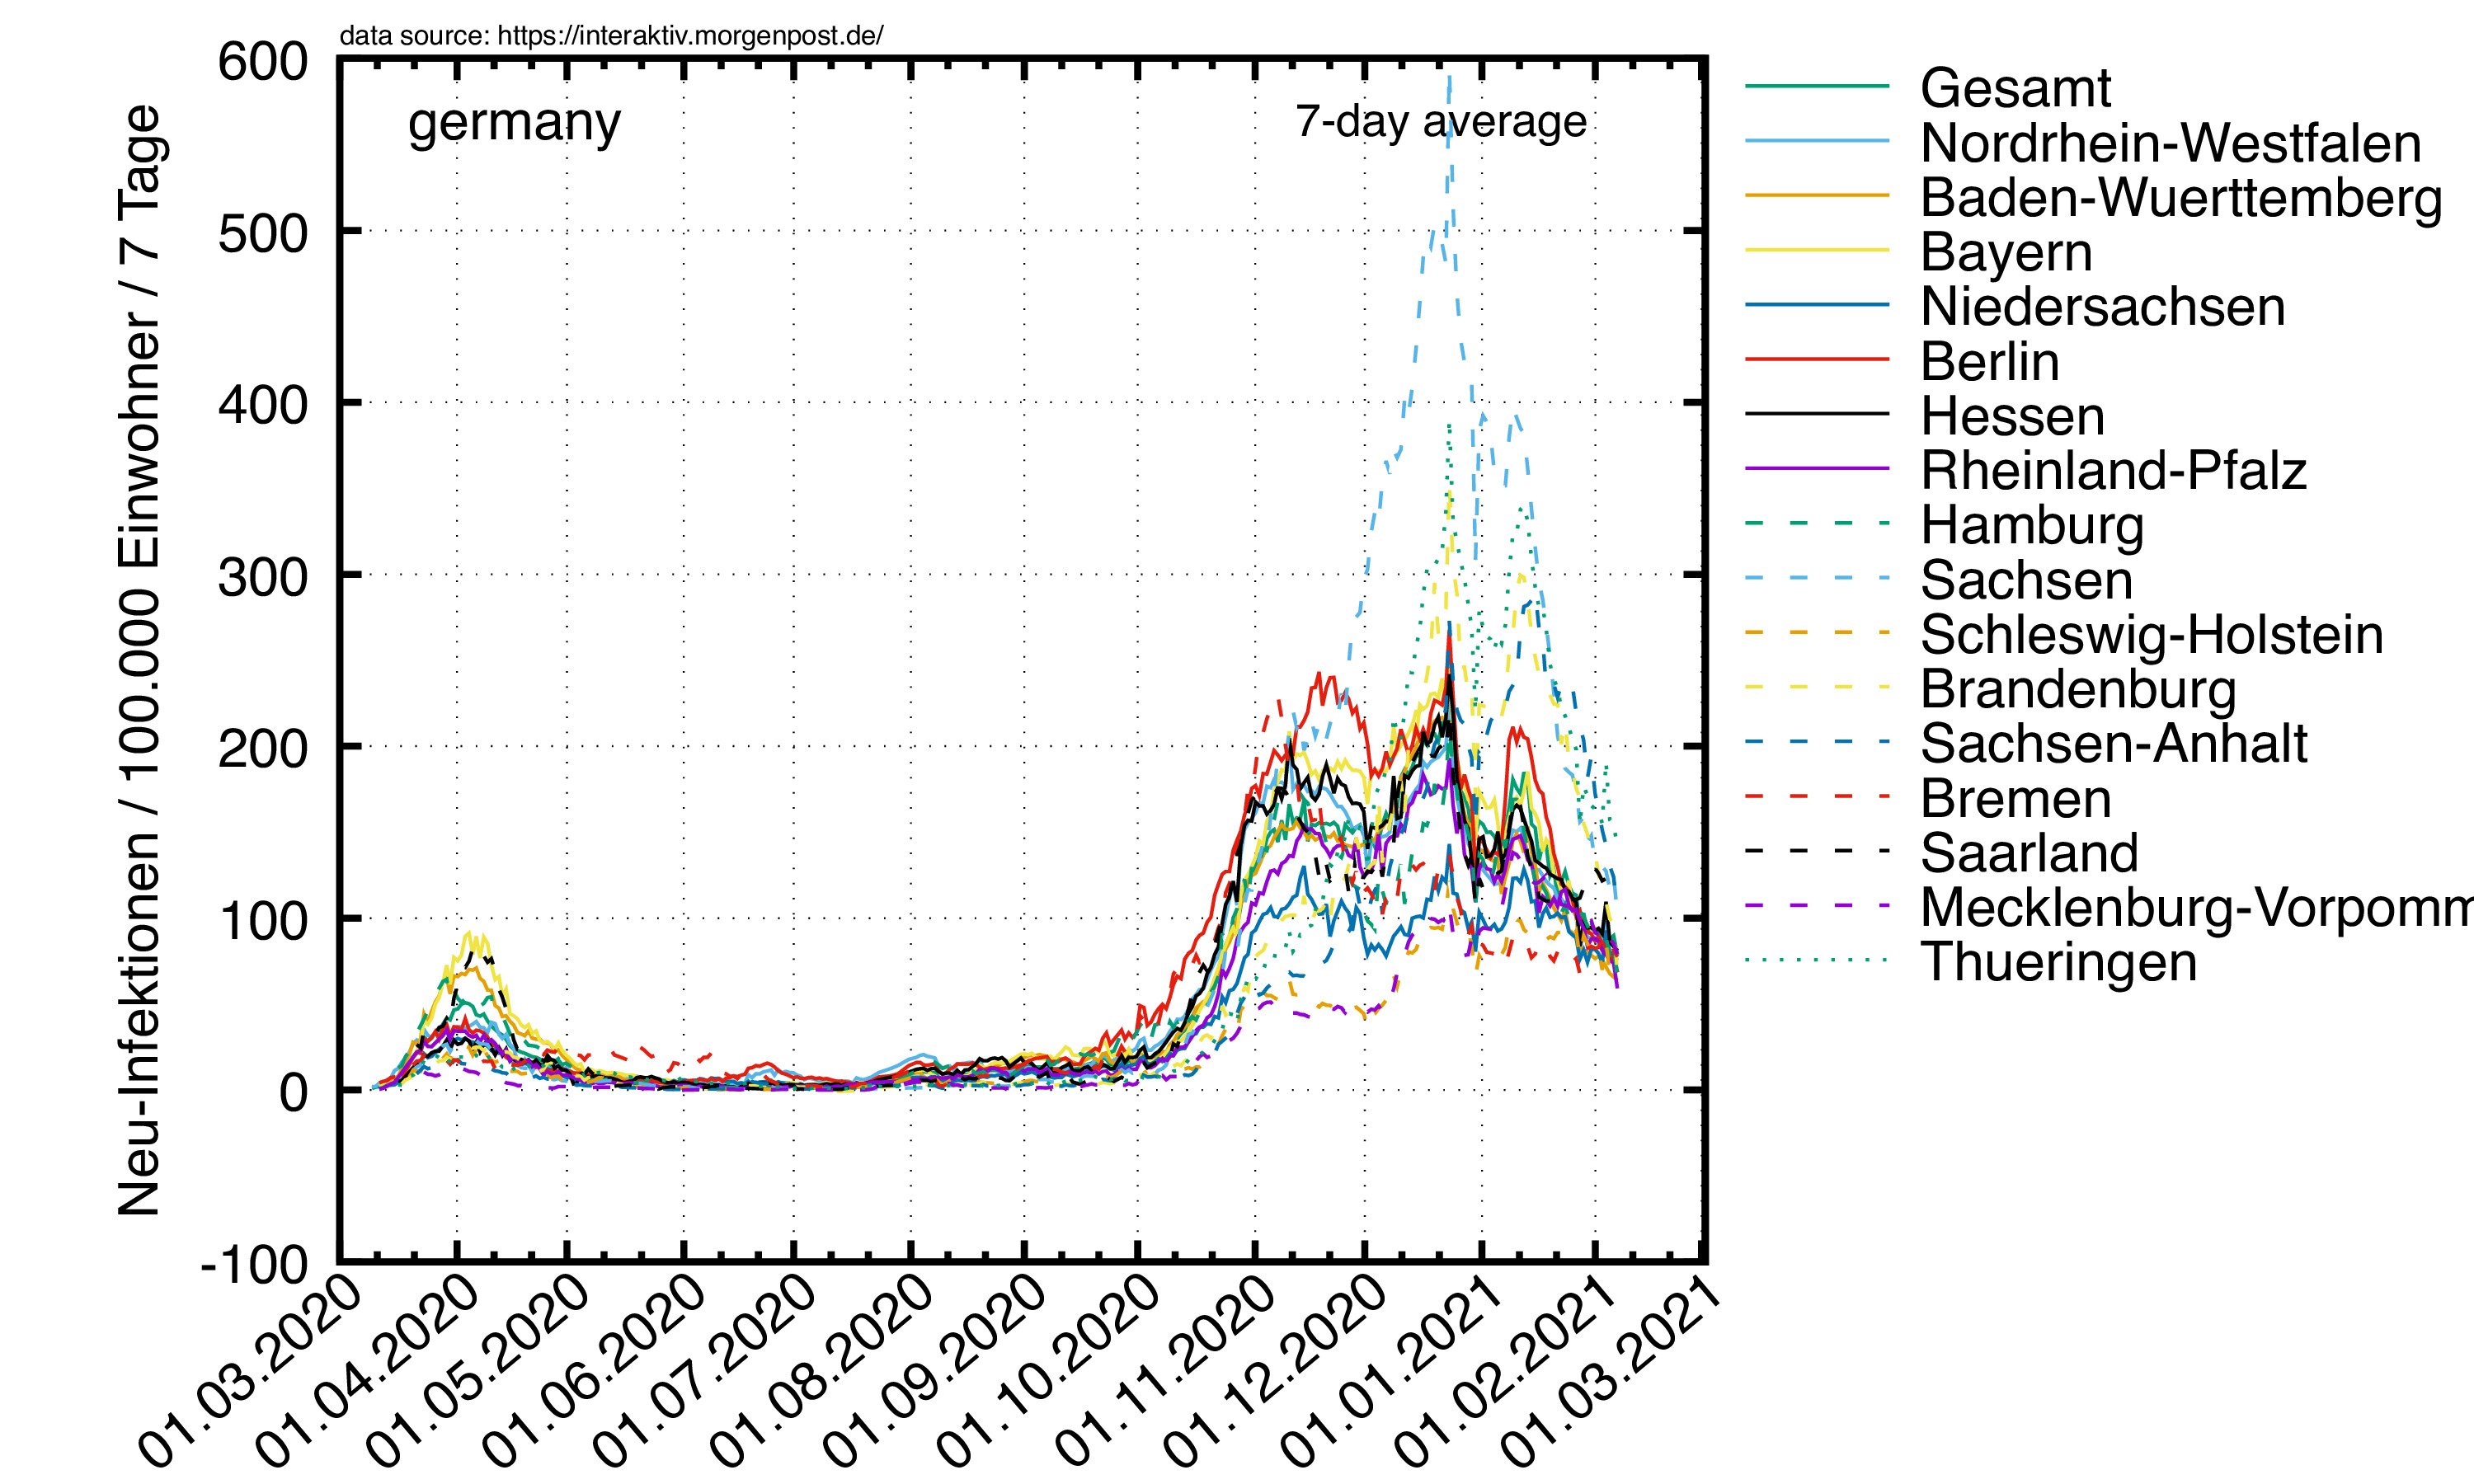 data source: https://interaktiv.morgenpost.de/
germany
7-day average
Neu-Infektionen / 100.000 Einwohner / 7 Tage
600
500
400
300
200
100
0
-100
01.03.2020
01.04.2020
01.05.2020
01.06.2020
01.07.2020
01.08.2020
01.09.2020
01.10.2020
01.11.2020
01.12.2020
01.01.2021
01.02.2021
01.03.2021
Gesamt
Nordrhein-Westfalen
Baden-Wuerttemberg
Bayern
Niedersachsen
Berlin
Hessen
Rheinland-Pfalz
Hamburg
Sachsen
Schleswig-Holstein
Brandenburg
Sachsen-Anhalt
Bremen
Saarland
Mecklenburg-Vorpomm
Thueringen